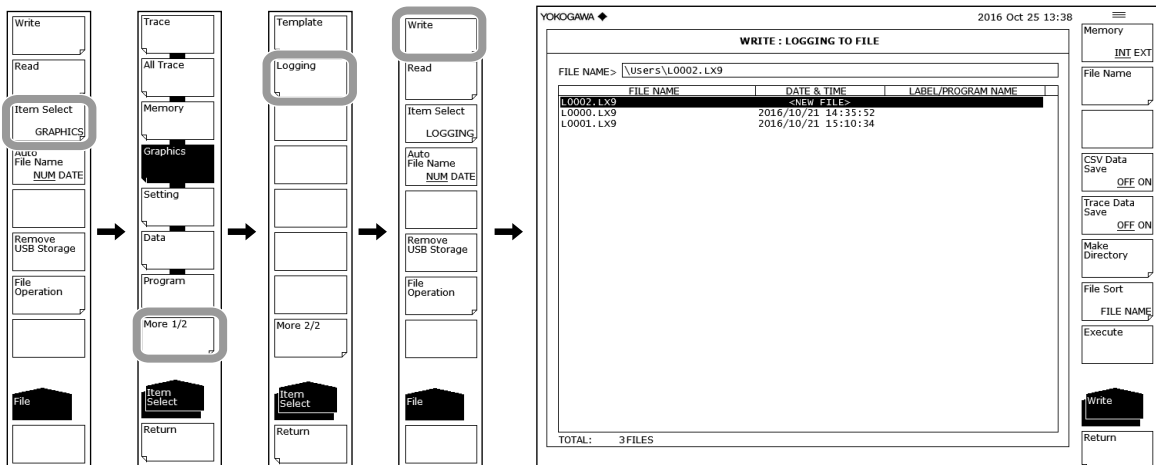 Write
Read
Item Select
GRAPHICS
Auto
File Name
NUM DATE
Remove
USB Storage
File
Operation
File
Trace
All Trace
Memory
Graphics
Setting
Data
Program
More 1/2
Item
Select
Return
Template
Logging
More 2/2
Item
Select
Return
Write
Read
Item Select
LOGGING
Auto
File Name
NUM DATE
Remove
USB Storage
File
Operation
File
YOKOGAWA
2016 Oct 25 13:38
WRITE : LOGGING TO FILE
FILE NAME> \Users\L0002.LX9
FILE NAME DATE & TIME LABEL/PROGRAM NAME
L0002.LX9 <NEW FILE>
L0000.LX9 2016/10/21 14:35:52
L0001.LX9 2016/10/21 15:10:34
TOTAL: 3FILES
Memory
INT EXT
File Name
CSV Data
Save
OFF ON
Trace Data
Save
OFF ON
Make
Directory
File Sort
FILE NAME
Execute
Write
Return